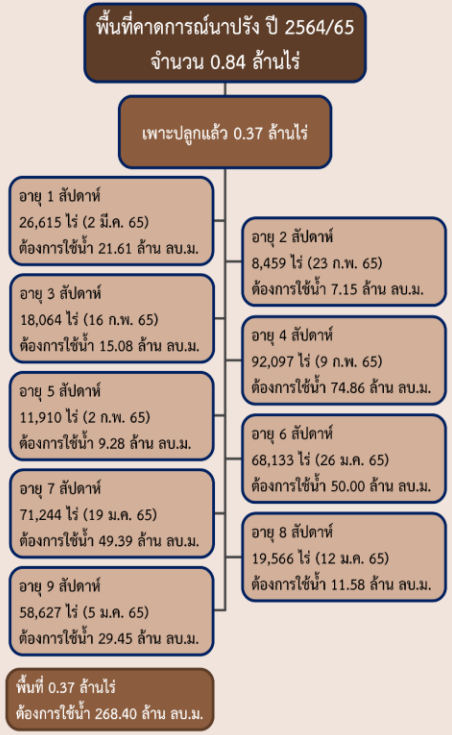 พื้นที่คาดการณ์นาปรัง ปี 2564/65
จำนวน 0.84 ล้านไร่
เพาะปลูกแล้ว 0.37 ล้านไร่
อายุ 1 สัปดาห์
26,615 ไร่ (2 มี.ค. 65)
ต้องการใช้น้ำ 21.61 ล้าน ลบ.ม.
อายุ 2 สัปดาห์
8,459 ไร่ (23 ก.พ. 65)
ต้องการใช้น้ำ 7.15 ล้าน ลบ.ม.
อายุ 3 สัปดาห์
18,064 ไร่ (16 ก.พ. 65)
ต้องการใช้น้ำ 15.08 ล้าน ลบ.ม.
อายุ 4 สัปดาห์
92,097 ไร่ (9 ก.พ. 65)
ต้องการใช้น้ำ 74.86 ล้าน ลบ.ม.
อายุ 5 สัปดาห์
11,910 ไร่ (2 ก.พ. 65)
ต้องการใช้น้ำ 9.28 ล้าน ลบ.ม.
อายุ 6 สัปดาห์
68,133 ไร่ (26 ม.ค. 65)
ต้องการใช้น้ำ 50.00 ล้าน ลบ.ม.
อายุ 7 สัปดาห์
71,244 ไร่ (19 ม.ค. 65)
ต้องการใช้น้ำ 49.39 ล้าน ลบ.ม.
อายุ 8 สัปดาห์
19,566 ไร่ (12 ม.ค. 65)
ต้องการใช้น้ำ 11.58 ล้าน ลบ.ม.
อายุ 9 สัปดาห์
58,627 ไร่ (5 ม.ค. 65)
ต้องการใช้น้ำ 29.45 ล้าน ลบ.ม.
พื้นที่ 0.37 ล้านไร่
ต้องการใช้น้ำ 268.40 ล้าน ลบ.ม.